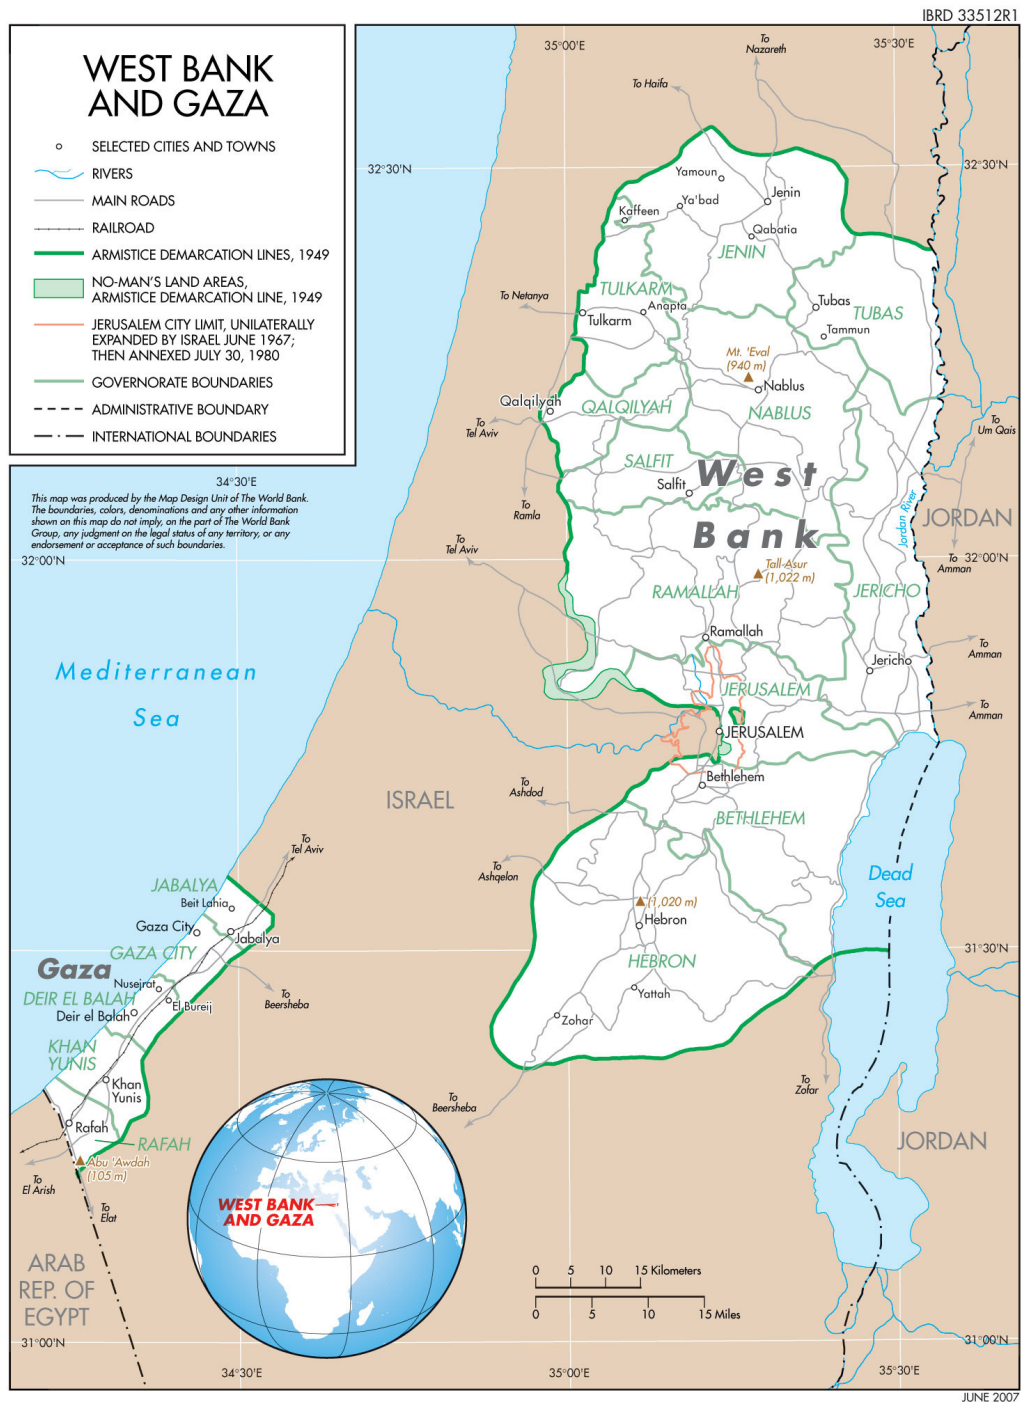 IBRD 33512R1
WEST BANK
AND GAZA
SELECTED CITIES AND TOWNS
RIVERS
MAIN ROADS
RAILROAD
ARMISTICE DEMARCATION LINES, 1949
NO-MAN'S LAND AREAS,
ARMISTICE DEMARCATION LINE, 1949
JERUSALEM CITY LIMIT, UNILATERALLY
EXPANDED BY ISRAEL JUNE 1967;
THEN ANNEXED JULY 30, 1980
GOVERNORATE BOUNDARIES
ADMINISTRATIVE BOUNDARY
INTERNATIONAL BOUNDARIES
This map was produced by the Map Design Unit of The World Bank.
The boundaries, colors, denominations and any other information
shown on this map do not imply, on the part of The World Bank
Group, any judgment on the legal status of any territory, or any
endorsement or acceptance of such boundaries.
34°30'E
35°00'E
35°30'E
32°30'N
32°30'N
32°00'N
32°00'N
To
Nazareth
To Haifa
Yamoun
Jenin
Ya'bad
Kaffeen
Qabatia
JENIN
TULKARM
To Netanya
Anapta
Tulkarm
Tubas
TUBAS
Tammun
Mt. 'Eval
(940 m)
Nablus
NABLUS
Qalqilyah
QALQILYAH
To
Tel Aviv
To
Um Qais
SALFIT
Salfit
West
Bank
To
Ramla
Jordan River
JORDAN
To
Tel Aviv
To
Amman
Tall-Asur
(1,022 m)
RAMALLAH
JERICHO
Ramallah
Jericho
To
Amman
JERUSALEM
To
Amman
JERUSALEM
Mediterranean
Sea
ISRAEL
Bethlehem
BETHLEHEM
To
Ashdod
To
Ashqelon
To
Tel Aviv
Dead
Sea
(1,020 m)
Hebron
HEBRON
31°30'N
Yattah
Zohar
JABALYA
Beit Lahia
Gaza City
Jabalya
GAZA CITY
Gaza
Nuseirat
DEIR EL BALAH
El Bureij
Deir el Balah
To
Beersheba
KHAN
YUNIS
Khan
Yunis
Rafah
RAFAH
Abu 'Awdah
(105 m)
To
El Arish
To
Elat
To
Beersheba
To
Zofar
JORDAN
WEST BANK
AND GAZA
ARAB
REP. OF
EGYPT
0 5 10 15 Kilometers
0 5 10 15 Miles
31°00'N
31°00'N
34°30'E
35°00'E
35°30'E
JUNE 2007